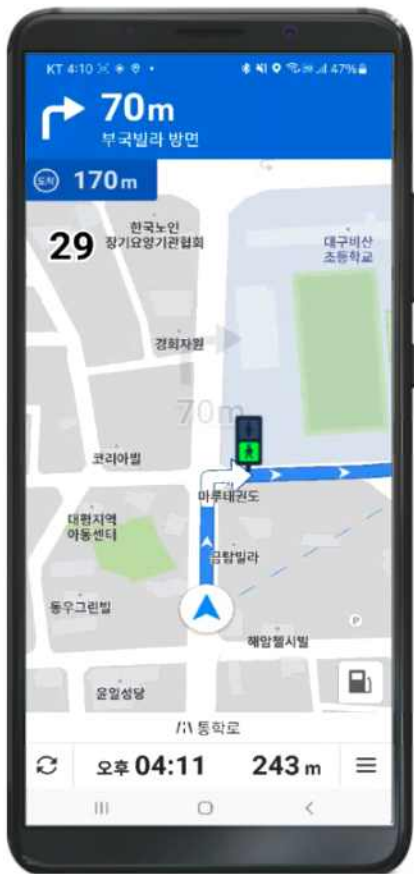 KT 4:10
47%
70m
부국빌라 방면
도착 170m
29
한국노인
장기요양기관협회
대구비산
초등학교
경희자원
70m
코리아빌
마루태권도
대평지역
아동센터
금탑빌라
동우그린빌
P
해암첼시빌
윤일성당
통학로
오후 04:11
243 m